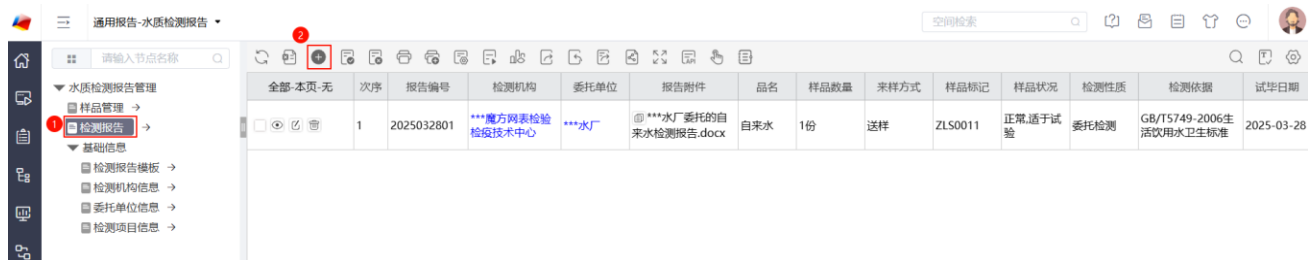 通用报告-水质检测报告
空间检索
2
请输入节点名称
水质检测报告管理
样品管理 →
1 检测报告 →
基础信息
检测报告模板 →
检测机构信息 →
委托单位信息 →
检测项目信息 →
全部-本页-无 次序 报告编号 检测机构 委托单位 报告附件 品名 样品数量 来样方式 样品标记 样品状况 检测性质 检测依据 试毕日期
1 2025032801 ***魔方网表检验 ***水厂 ***水厂委托的自 自来水 1份 送样 ZLS0011 正常,适于试 委托检测 GB/T5749-2006生 2025-03-28
检疫技术中心 来水检测报告.docx 验 活饮用水卫生标准